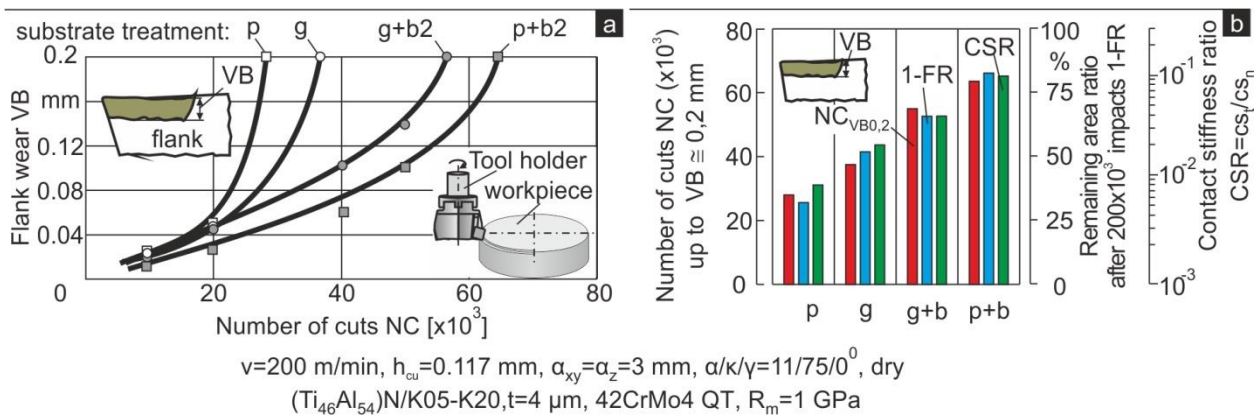 substrate treatment: p g g+b2 p+b2
a
Flank wear VB
0.2
mm
0.12
0.08
0.04
0 20 40 60 80
Number of cuts NC [x10³]
VB
flank
Tool holder
workpiece
b
Number of cuts NC (x10³)
up to VB ≅ 0,2 mm
80
60
40
20
0
VB
NC_VB0,2
1-FR
CSR
p g g+b p+b
100
%
75
50
25
0
Remaining area ratio
after 200x10³ impacts 1-FR
10⁻¹
10⁻²
10⁻³
Contact stiffness ratio
CSR=cs_t/cs_n
v=200 m/min, h_cu=0.117 mm, α_xy=α_z=3 mm, α/κ/γ=11/75/0⁰, dry
(Ti₄₆Al₅₄)N/K05-K20,t=4 μm, 42CrMo4 QT, R_m=1 GPa